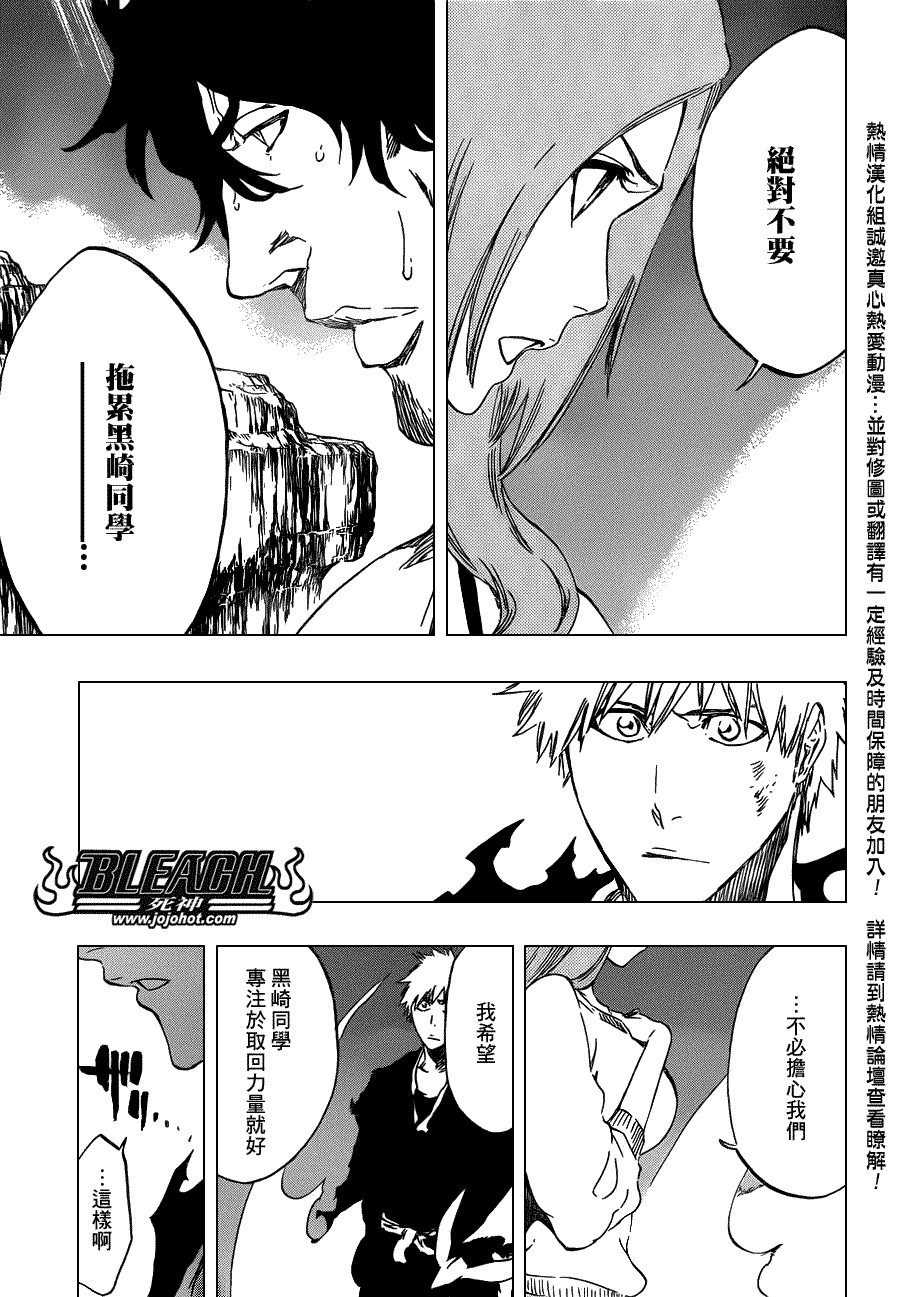 絕對不要
拖累黑崎同學
——…
BLEACH
死神
www.jojohot.com
…不必擔心我們
我希望
黑崎同學
專注於取回力量就好
…這樣啊
熱情漢化組誠邀真心熱愛動漫…並對修圖或翻譯有一定經驗及時間保障的朋友加入！ 詳情請到熱情論壇查看瞭解！